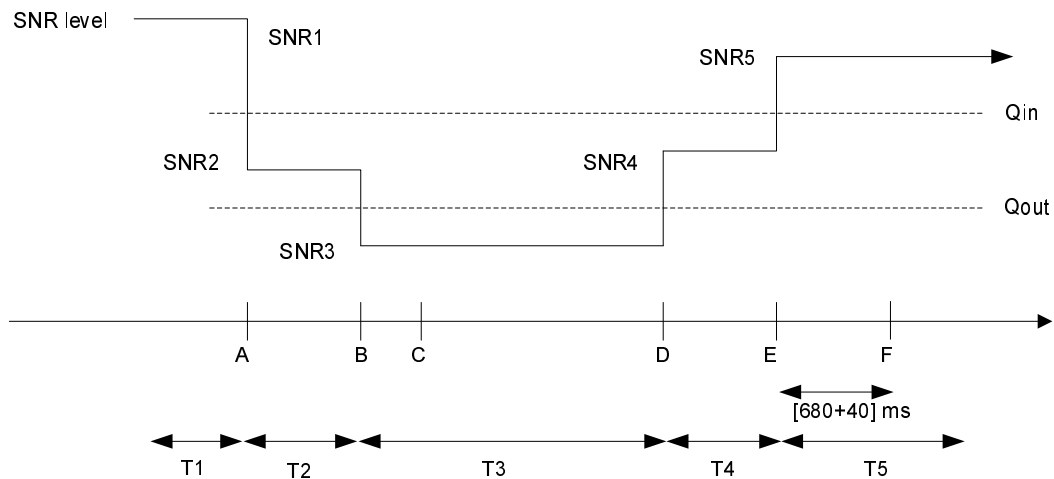 SNR level
SNR1
SNR5
Qin
SNR2
SNR4
Qout
SNR3
A B C D E F
[680+40] ms
T1 T2 T3 T4 T5